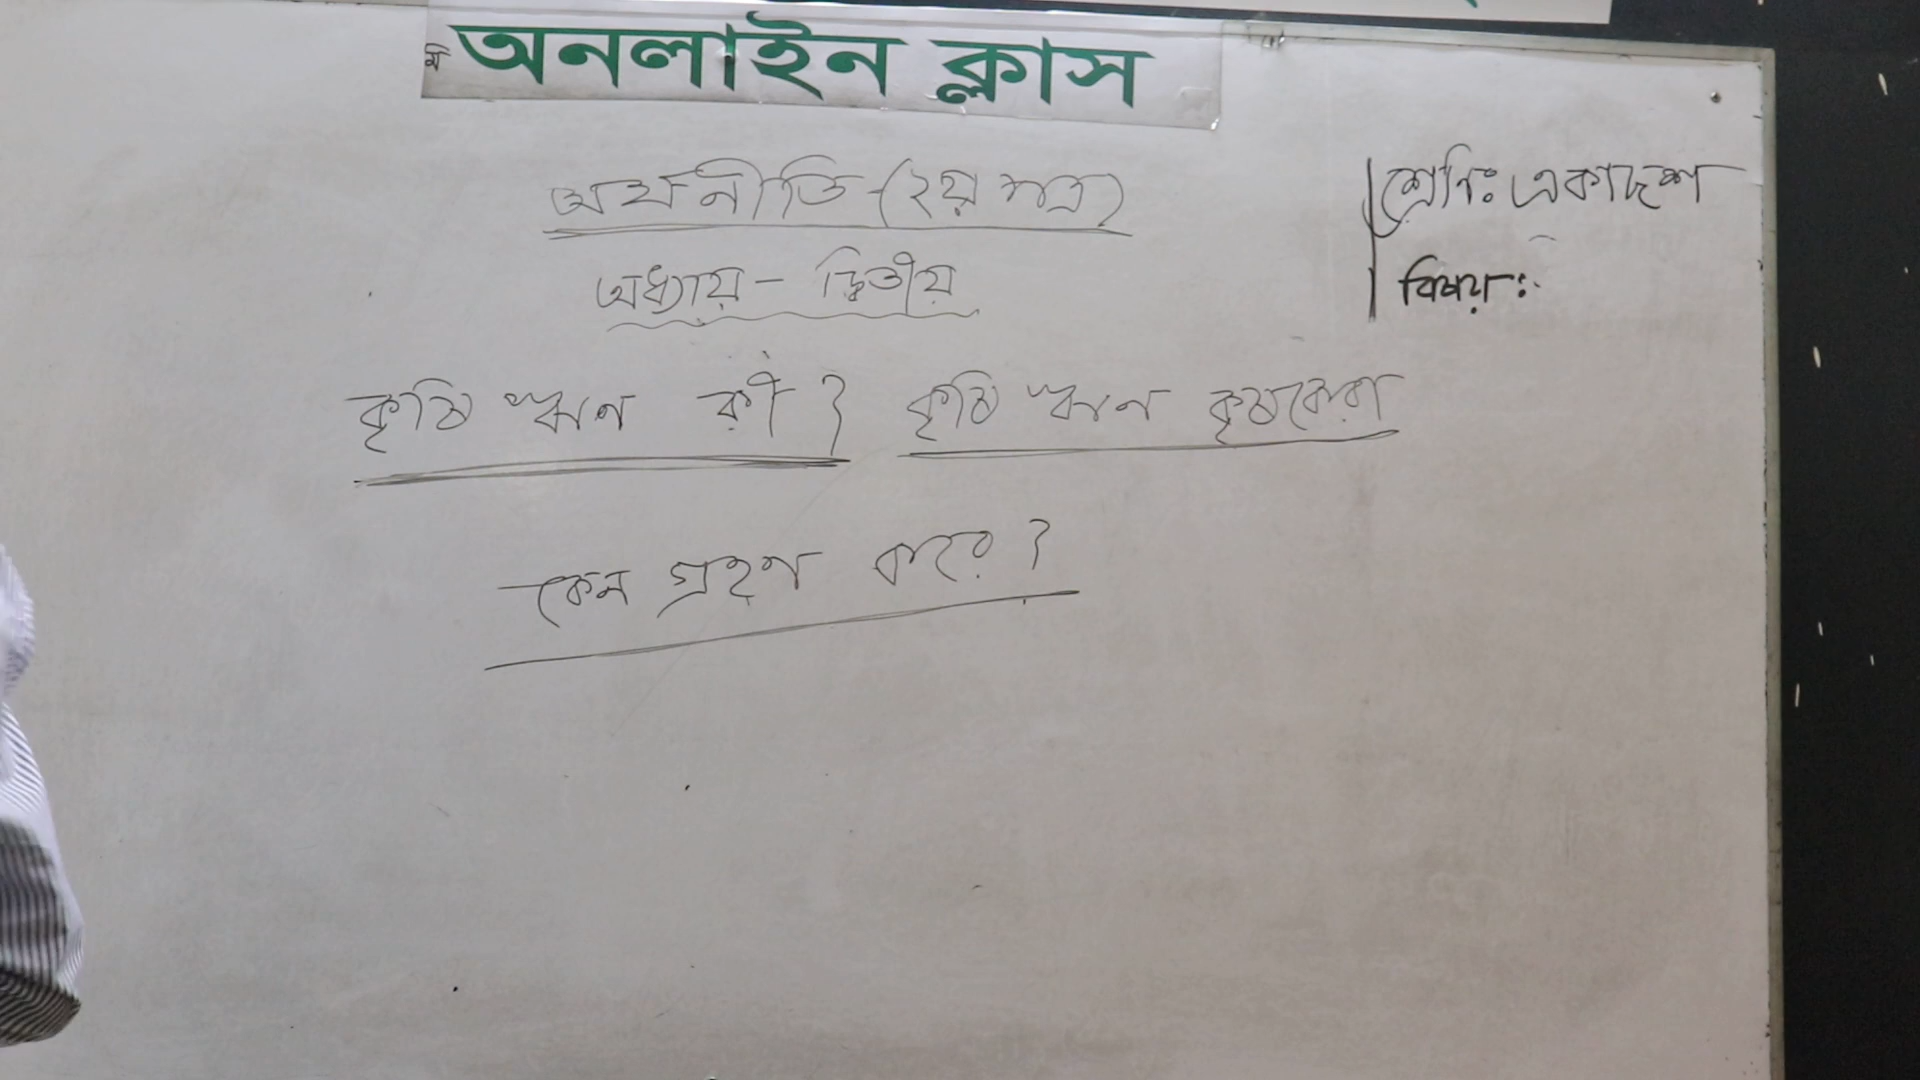 অনলাইন ক্লাস
অর্থনীতি (২য় পত্র)
শ্রেণিঃ একাদশ
অধ্যায় - দ্বিতীয়
বিষয়ঃ
কৃষি ঋণ কী? কৃষি ঋণ কৃষকেরা
কেন গ্রহণ করে?